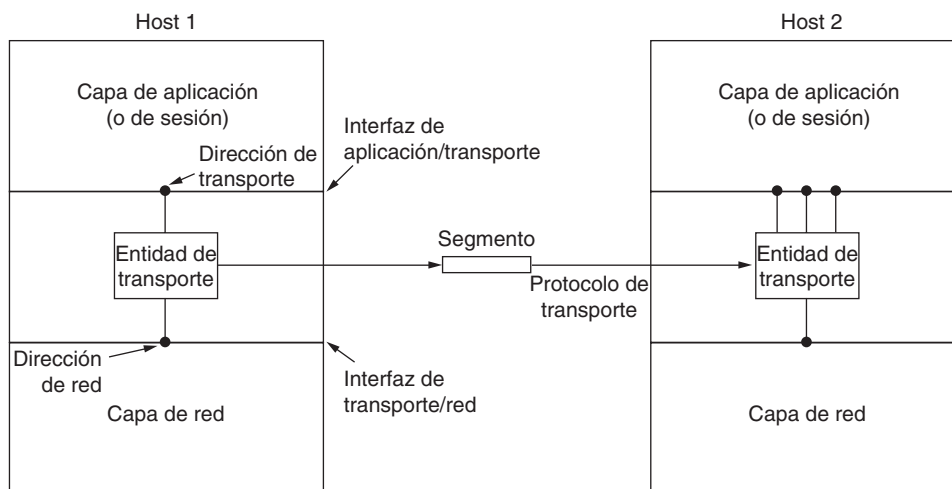 Host 1
Host 2
Capa de aplicación
(o de sesión)
Capa de aplicación
(o de sesión)
Interfaz de
aplicación/transporte
Dirección de
transporte
Entidad de
transporte
Segmento
Protocolo de
transporte
Entidad de
transporte
Dirección
de red
Interfaz de
transporte/red
Capa de red
Capa de red